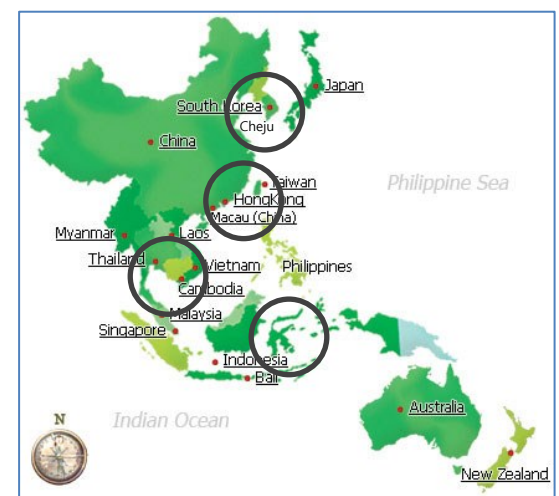 Japan
South Korea
Cheju
China
Taiwan
Philippine Sea
HongKong
Macau (China)
Myanmar
Laos
Thailand
Vietnam
Philippines
Cambodia
Malaysia
Singapore
Indonesia
Bali
Indian Ocean
N
Australia
New Zealand